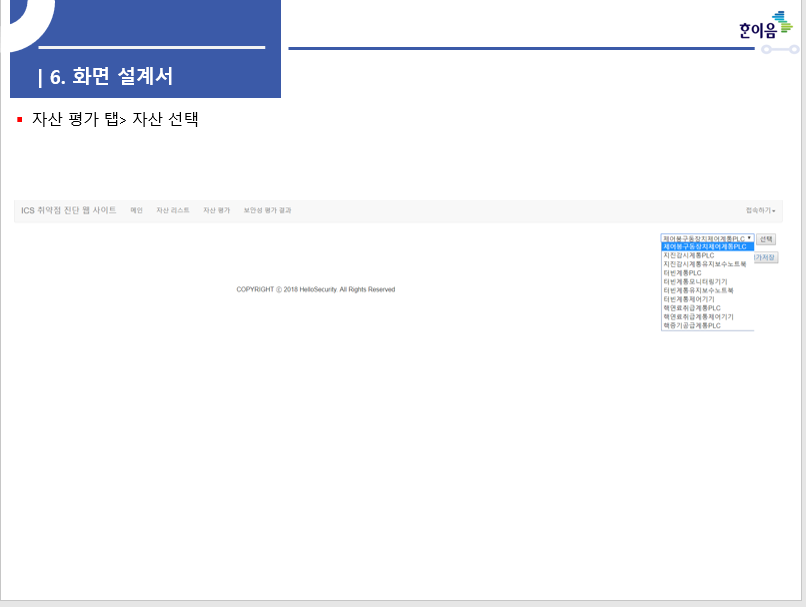 한이음
| 6. 화면 설계서
자산 평가 탭> 자산 선택
ICS 취약점 진단 웹 사이트 메인 자산 리스트 자산 평가 보안성 평가 결과 접속하기
제어봉구동장치제어계통PLC 선택
제어봉구동장치제어계통PLC
지진감시계통PLC
가저장
지진감시계통유지보수노트북
터빈계통PLC
터빈계통모니터링기기
터빈계통유지보수노트북
터빈계통제어기기
핵연료취급계통PLC
핵연료취급계통제어기기
핵증기공급계통PLC
COPYRIGHT ⓒ 2018 HelloSecurity. All Rights Reserved